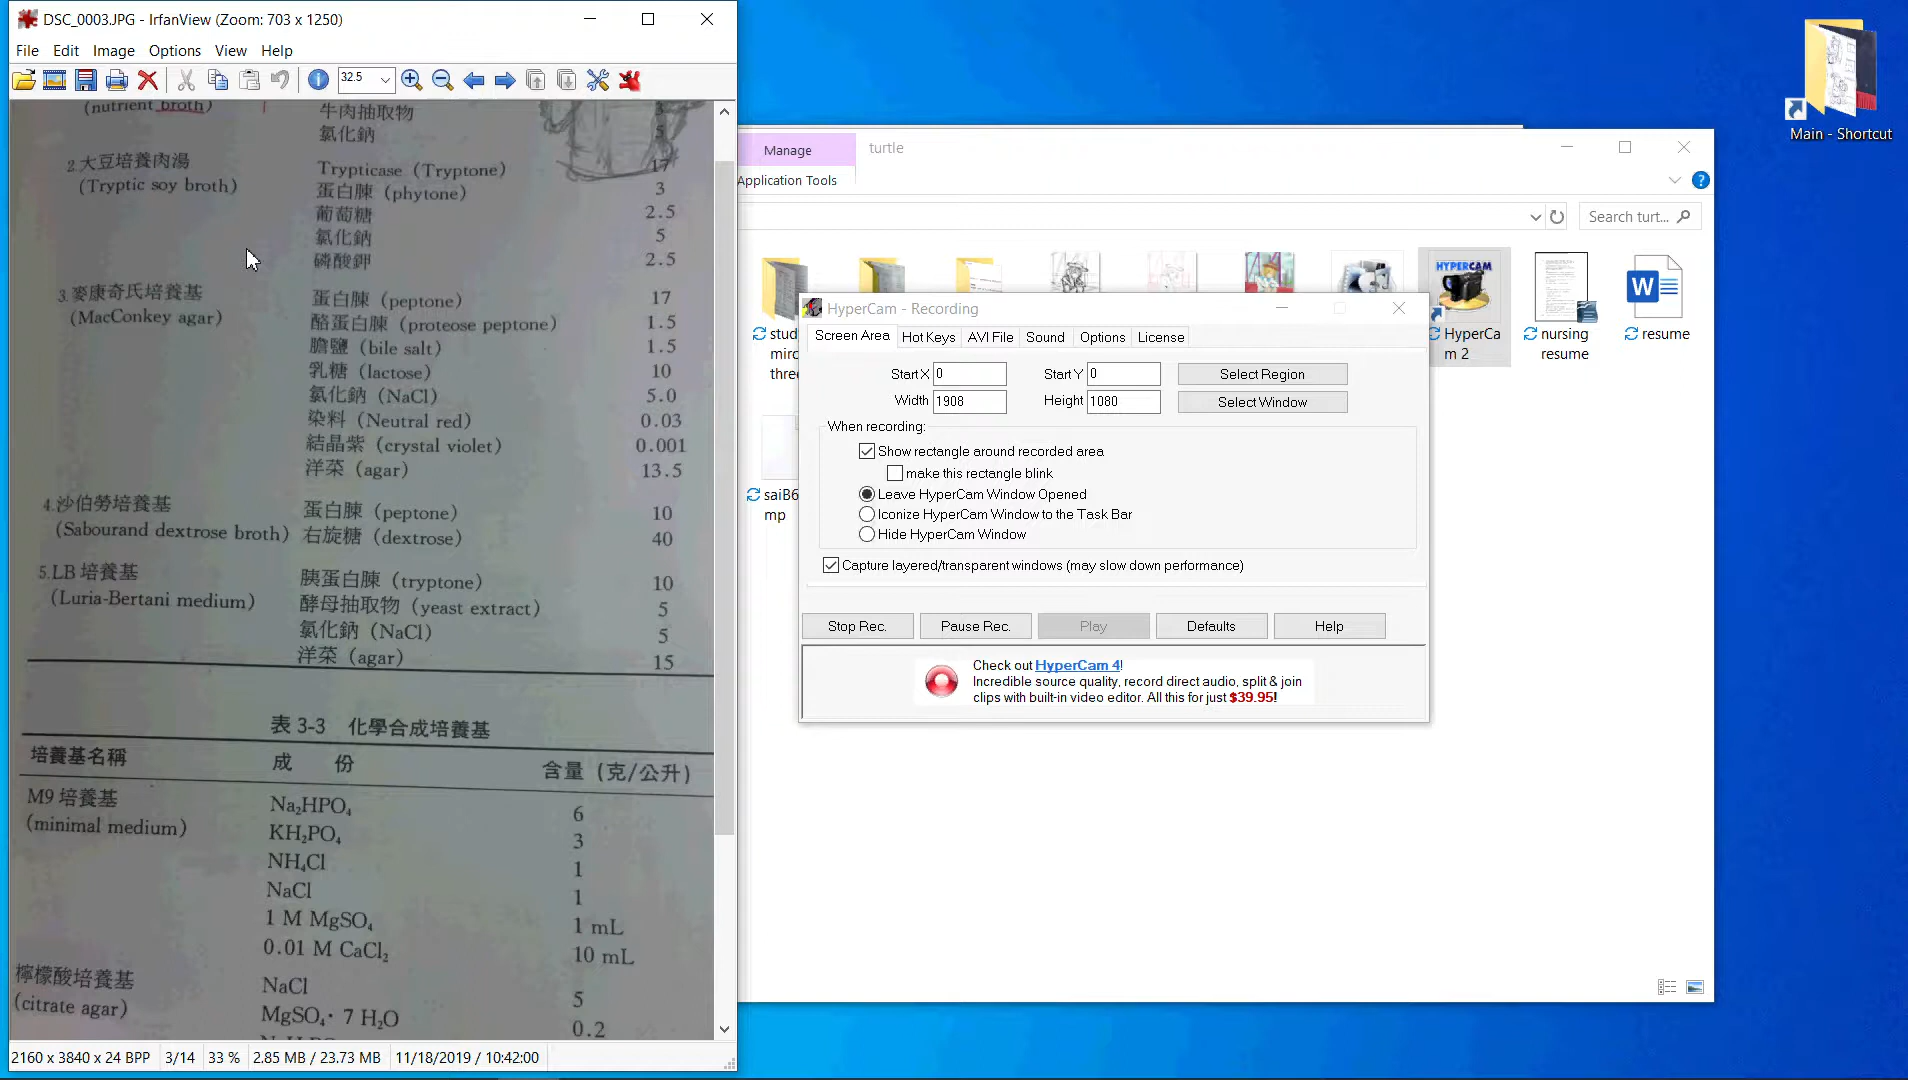 DSC_0003.JPG - IrfanView (Zoom: 703 x 1250)
File Edit Image Options View Help
32.5
(nutrient broth)
牛肉抽取物 3
氯化鈉 5
2.大豆培養肉湯 Trypticase (Tryptone) 17
(Tryptic soy broth) 蛋白腖 (phytone) 3
葡萄糖 2.5
氯化鈉 5
磷酸鉀 2.5
3.麥康奇氏培養基 蛋白腖 (peptone) 17
(MacConkey agar) 酪蛋白腖 (proteose peptone) 1.5
膽鹽 (bile salt) 1.5
乳糖 (lactose) 10
氯化鈉 (NaCl) 5.0
染料 (Neutral red) 0.03
結晶紫 (crystal violet) 0.001
洋菜 (agar) 13.5
4.沙伯勞培養基 蛋白腖 (peptone) 10
(Sabourand dextrose broth) 右旋糖 (dextrose) 40
5.LB 培養基 胰蛋白腖 (tryptone) 10
(Luria-Bertani medium) 酵母抽取物 (yeast extract) 5
氯化鈉 (NaCl) 5
洋菜 (agar) 15
表 3-3 化學合成培養基
培養基名稱 成 份 含量 (克/公升)
M9 培養基 Na₂HPO₄ 6
(minimal medium) KH₂PO₄ 3
NH₄Cl 1
NaCl 1
1 M MgSO₄ 1 mL
0.01 M CaCl₂ 10 mL
檸檬酸培養基 NaCl 5
(citrate agar) MgSO₄· 7 H₂O 0.2
2160 x 3840 x 24 BPP 3/14 33 % 2.85 MB / 23.73 MB 11/18/2019 / 10:42:00
Manage turtle
Application Tools
Search turt...
HYPERCAM
stud
mirc
three
HyperCa
m 2
nursing
resume
resume
saiB6
mp
HyperCam - Recording
Screen Area Hot Keys AVI File Sound Options License
Start X 0 Start Y 0 Select Region
Width 1908 Height 1080 Select Window
When recording:
Show rectangle around recorded area
make this rectangle blink
Leave HyperCam Window Opened
Iconize HyperCam Window to the Task Bar
Hide HyperCam Window
Capture layered/transparent windows (may slow down performance)
Stop Rec. Pause Rec. Play Defaults Help
Check out HyperCam 4!
Incredible source quality, record direct audio, split & join
clips with built-in video editor. All this for just $39.95!
Main - Shortcut